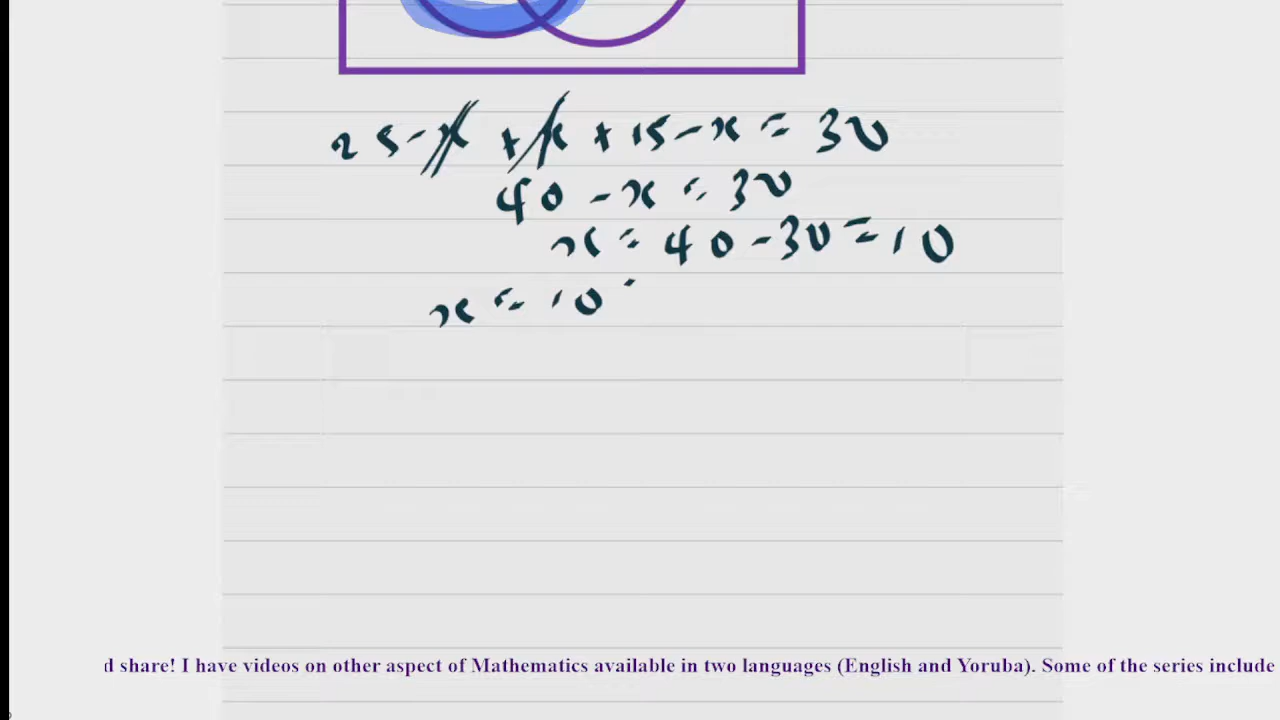 25-x+x+15-x=30
40-x=30
x=40-30=10
x=10
d share! I have videos on other aspect of Mathematics available in two languages (English and Yoruba). Some of the series include